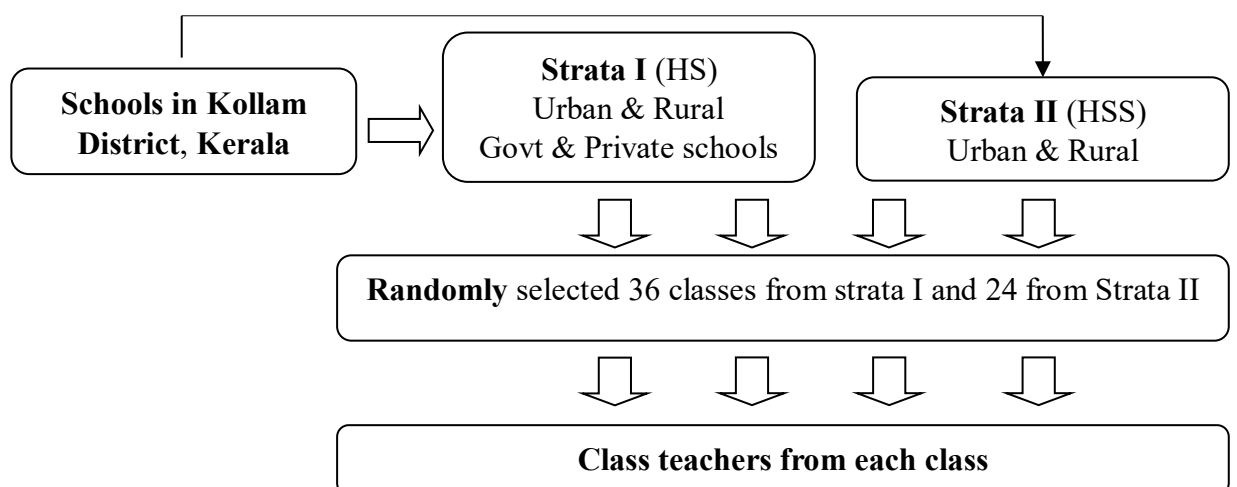 Schools in Kollam
District, Kerala
Strata I (HS)
Urban & Rural
Govt & Private schools
Strata II (HSS)
Urban & Rural
Randomly selected 36 classes from strata I and 24 from Strata II
Class teachers from each class